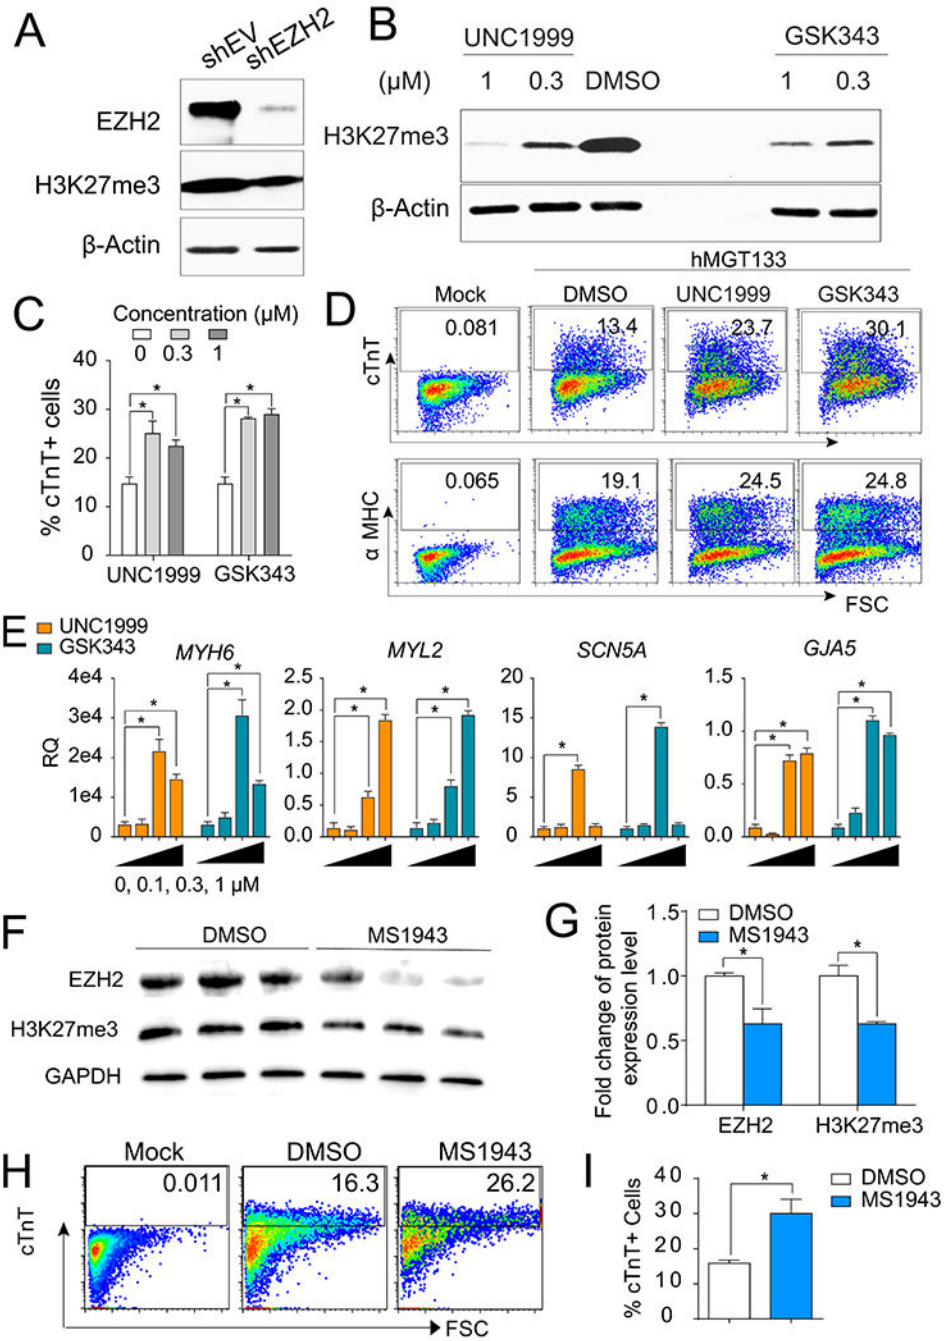 A
shEV
shEZH2
EZH2
H3K27me3
β-Actin
B
UNC1999
GSK343
(μM)
1
0.3
DMSO
1
0.3
H3K27me3
β-Actin
C
Concentration (μM)
0
0.3
1
% cTnT+ cells
40
30
20
10
0
*
*
*
*
UNC1999
GSK343
D
hMGT133
Mock
DMSO
UNC1999
GSK343
cTnT
0.081
13.4
23.7
30.1
α MHC
0.065
19.1
24.5
24.8
FSC
E
UNC1999
GSK343
MYH6
MYL2
SCN5A
GJA5
RQ
4e4
3e4
2e4
1e4
0
*
*
*
*
2.0
1.5
1.0
0.5
0.0
*
*
*
*
20
15
10
5
0
*
*
1.5
1.0
0.5
0.0
*
*
*
*
0, 0.1, 0.3, 1 μM
F
DMSO
MS1943
EZH2
H3K27me3
GAPDH
G
DMSO
MS1943
Fold change of protein
expression level
1.5
1.0
0.5
0.0
*
*
EZH2
H3K27me3
H
Mock
DMSO
MS1943
cTnT
0.011
16.3
26.2
FSC
I
DMSO
MS1943
% cTnT+ Cells
40
30
20
10
0
*